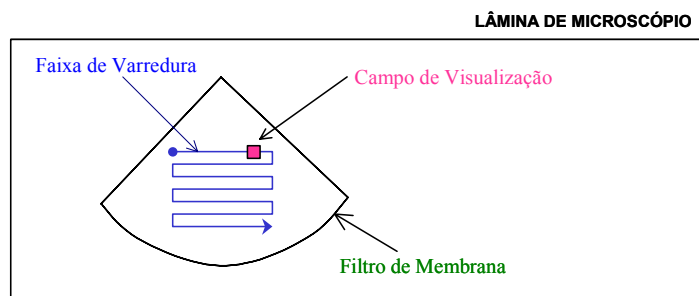 LÂMINA DE MICROSCÓPIO
Faixa de Varredura
Campo de Visualização
Filtro de Membrana